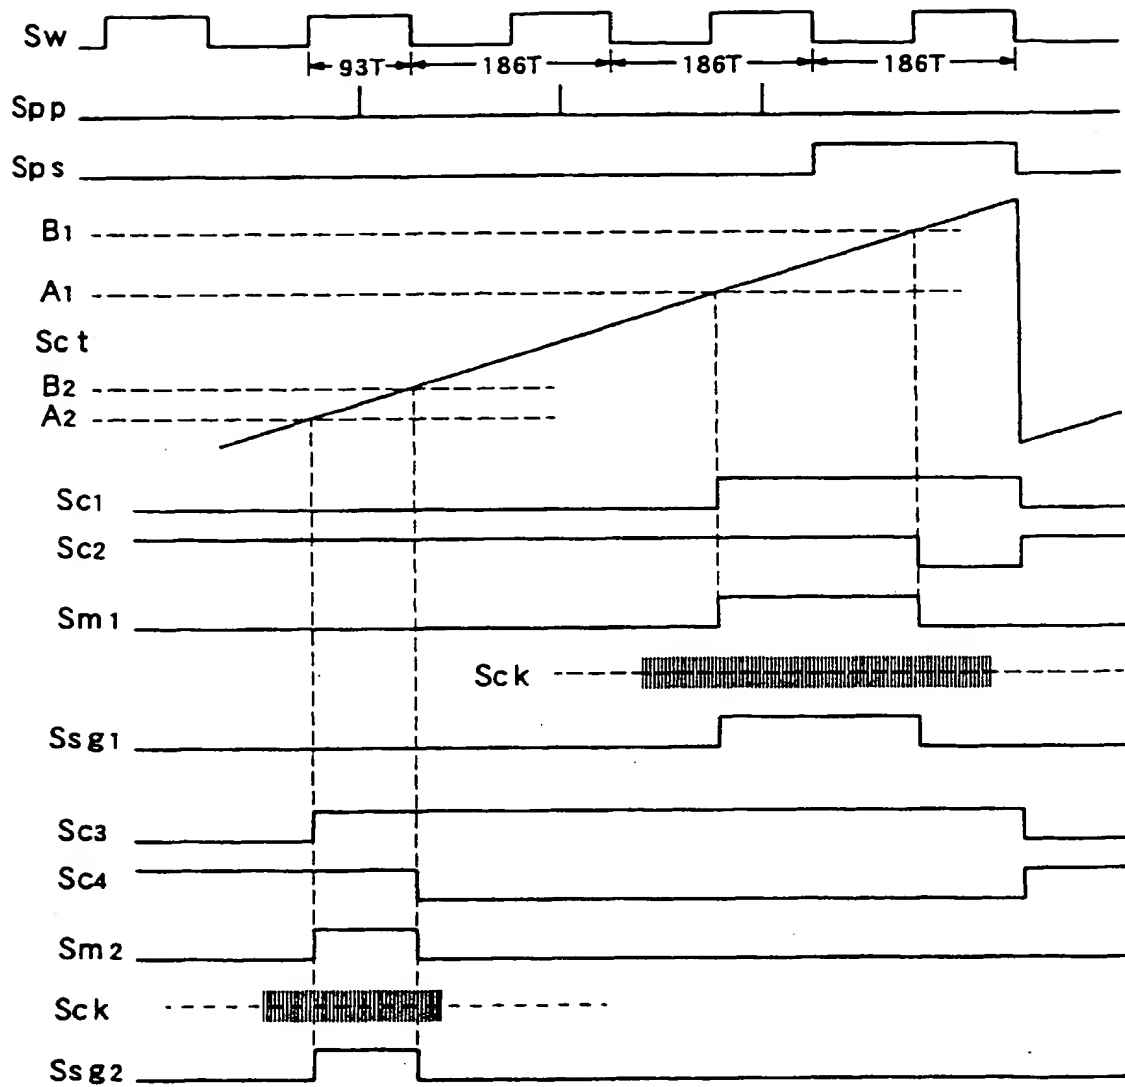 Sw
93T 186T 186T 186T
Spp
Sps
B1
A1
Sct
B2
A2
Sc1
Sc2
Sm1
Sck
Ssg1
Sc3
Sc4
Sm2
Sck
Ssg2